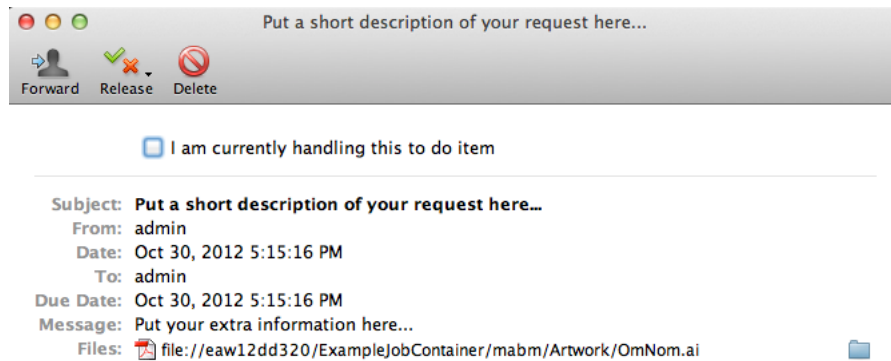 Put a short description of your request here...
Forward Release Delete
I am currently handling this to do item
Subject: Put a short description of your request here...
From: admin
Date: Oct 30, 2012 5:15:16 PM
To: admin
Due Date: Oct 30, 2012 5:15:16 PM
Message: Put your extra information here...
Files: file://eaw12dd320/ExampleJobContainer/mabm/Artwork/OmNom.ai